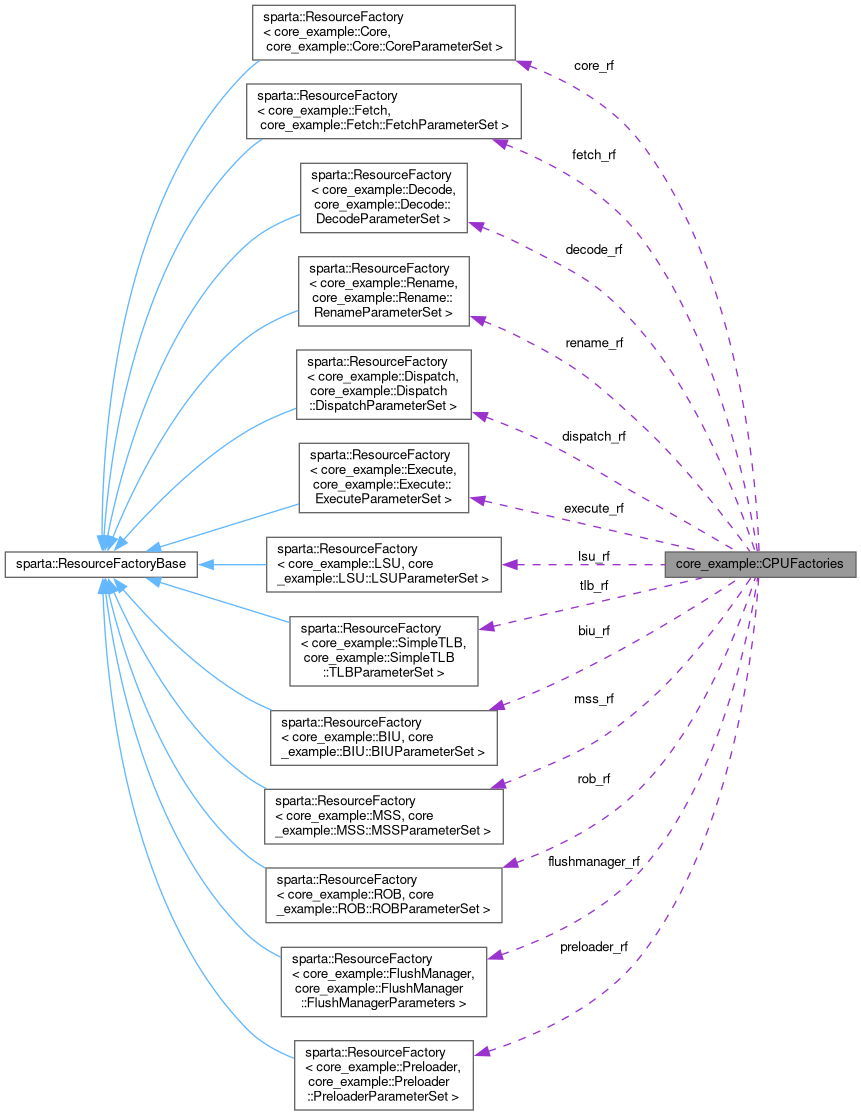 sparta::ResourceFactory
< core_example::Core,
core_example::Core::CoreParameterSet >
core_rf
sparta::ResourceFactory
< core_example::Fetch,
core_example::Fetch::FetchParameterSet >
fetch_rf
sparta::ResourceFactory
< core_example::Decode,
core_example::Decode::
DecodeParameterSet >
decode_rf
sparta::ResourceFactory
< core_example::Rename,
core_example::Rename::
RenameParameterSet >
rename_rf
sparta::ResourceFactory
< core_example::Dispatch,
core_example::Dispatch
::DispatchParameterSet >
dispatch_rf
sparta::ResourceFactory
< core_example::Execute,
core_example::Execute::
ExecuteParameterSet >
execute_rf
sparta::ResourceFactoryBase
sparta::ResourceFactory
< core_example::LSU, core
_example::LSU::LSUParameterSet >
lsu_rf
core_example::CPUFactories
sparta::ResourceFactory
< core_example::SimpleTLB,
core_example::SimpleTLB
::TLBParameterSet >
tlb_rf
sparta::ResourceFactory
< core_example::BIU, core
_example::BIU::BIUParameterSet >
biu_rf
sparta::ResourceFactory
< core_example::MSS, core
_example::MSS::MSSParameterSet >
mss_rf
sparta::ResourceFactory
< core_example::ROB, core
_example::ROB::ROBParameterSet >
rob_rf
sparta::ResourceFactory
< core_example::FlushManager,
core_example::FlushManager
::FlushManagerParameters >
flushmanager_rf
sparta::ResourceFactory
< core_example::Preloader,
core_example::Preloader
::PreloaderParameterSet >
preloader_rf